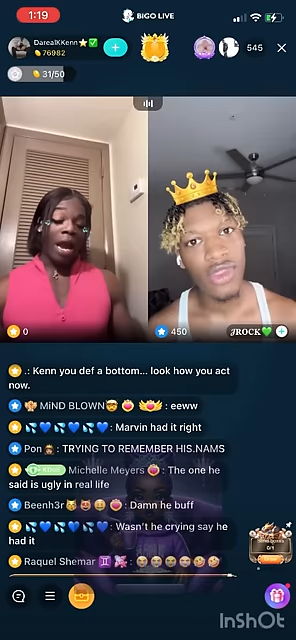 1:19
BIGO LIVE
DarealKKenn
76982
545
31/50
0
450
JROCK
.: Kenn you def a bottom... look how you act
now.
MiND BLOWN : eeww
: Marvin had it right
Pon : TRYING TO REMEMBER HIS.NAMS
Michelle Meyers : The one he
said is ugly in real life
Beenh3r : Damn he buff
: Wasn't he crying say he
had it
Raquel Shemar :
0/1
InShOt